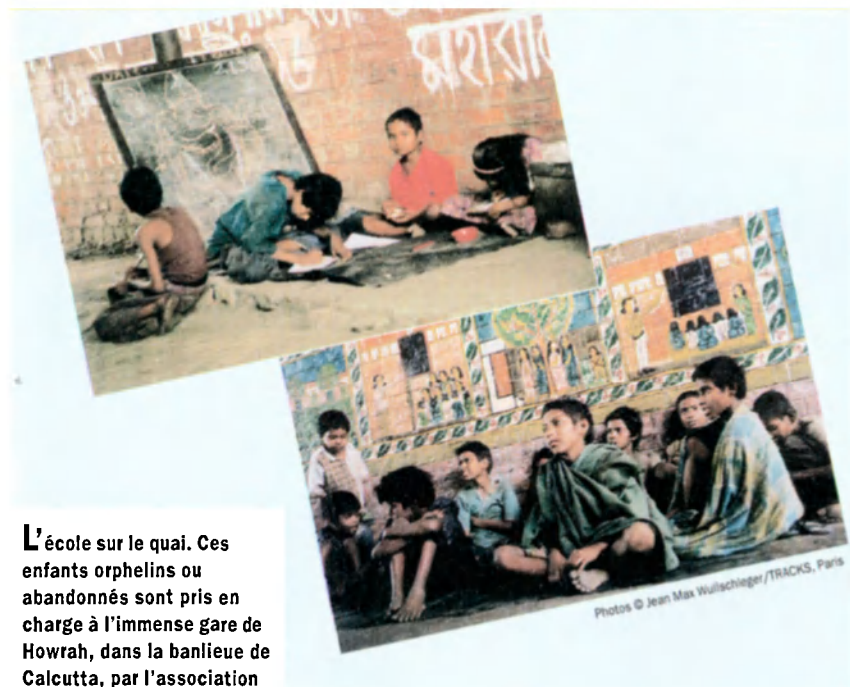 মহারা
L'école sur le quai. Ces
enfants orphelins ou
abandonnés sont pris en
charge à l'immense gare de
Howrah, dans la banlieue de
Calcutta, par l'association
Photos © Jean Max Wullschleger/TRACKS, Paris